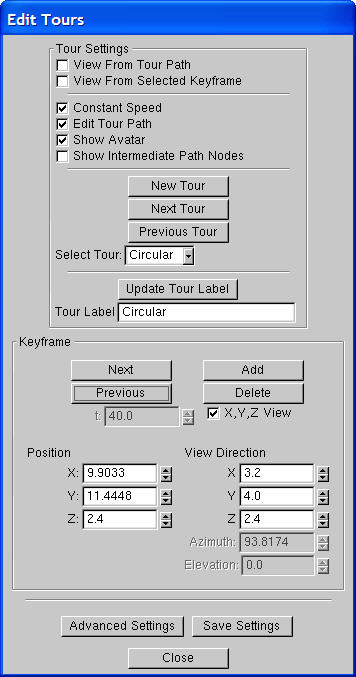 Edit Tours
Tour Settings
View From Tour Path
View From Selected Keyframe
Constant Speed
Edit Tour Path
Show Avatar
Show Intermediate Path Nodes
New Tour
Next Tour
Previous Tour
Select Tour: Circular
Update Tour Label
Tour Label Circular
Keyframe
Next Add
Previous Delete
t: 40.0 X,Y,Z View
Position View Direction
X: 9.9033 X 3.2
Y: 11.4448 Y 4.0
Z: 2.4 Z 2.4
Azimuth: 93.8174
Elevation: 0.0
Advanced Settings Save Settings
Close